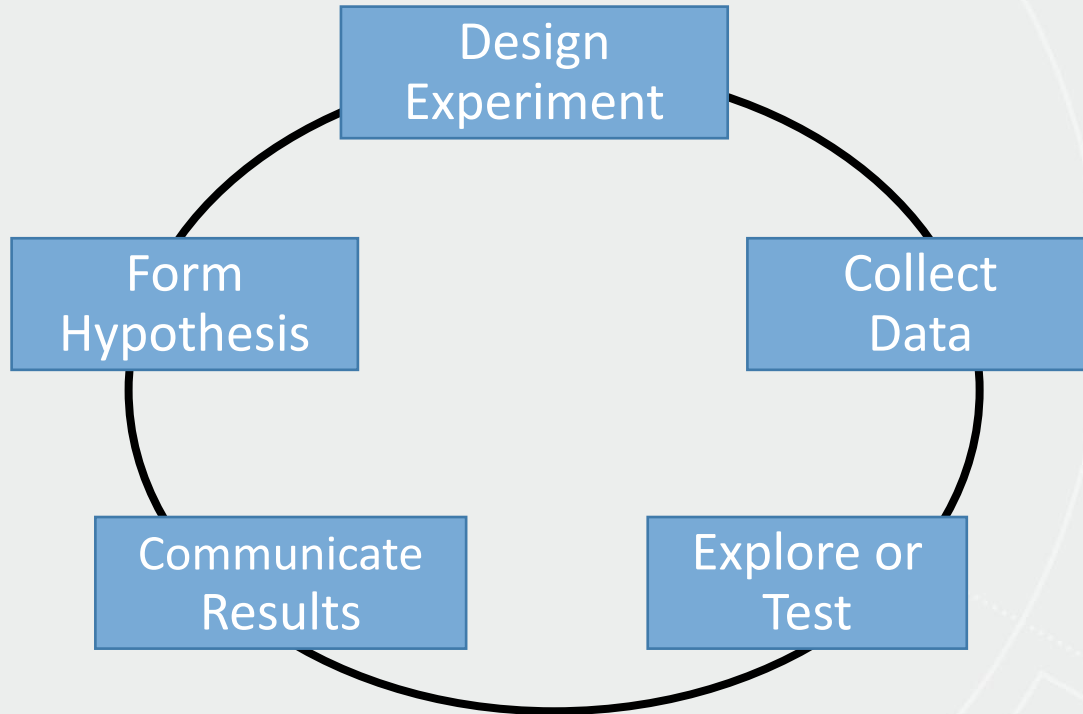 Design
Experiment
Form
Hypothesis
Collect
Data
Communicate
Results
Explore or
Test